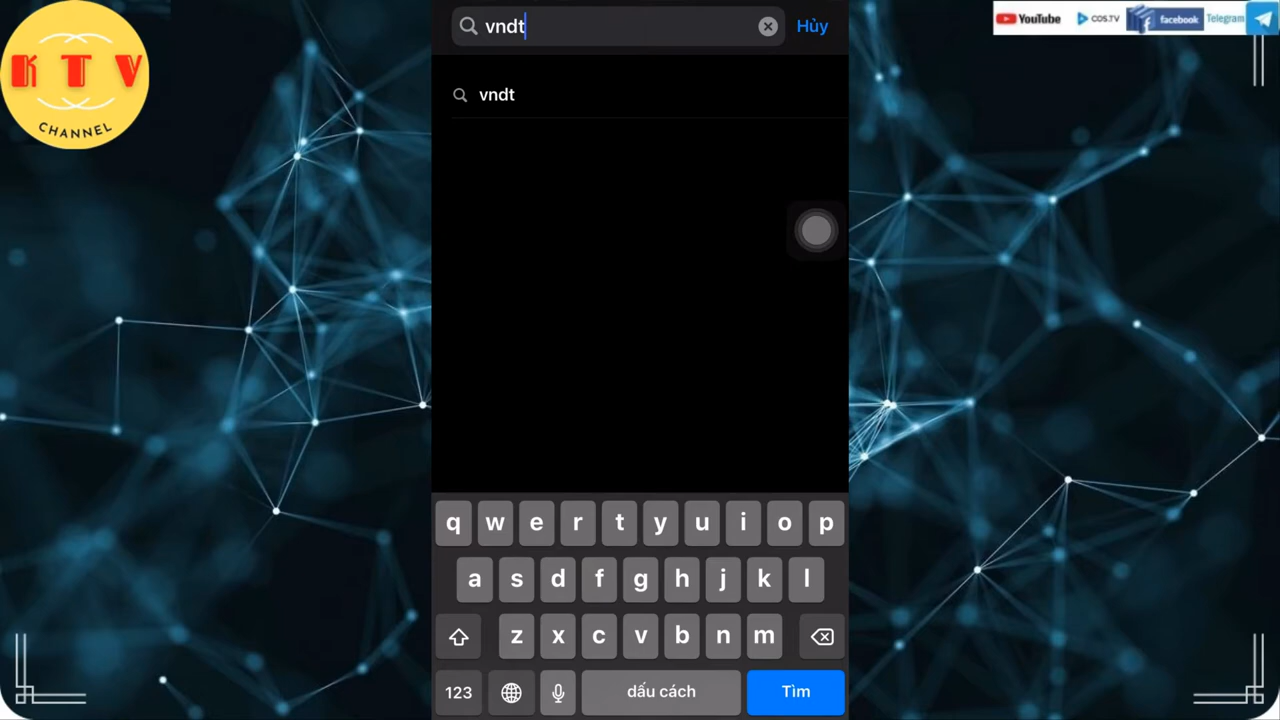 K T V
CHANNEL
YouTube COS.TV facebook Telegram
vndt Hủy
vndt
q w e r t y u i o p
a s d f g h j k l
z x c v b n m
123 dấu cách Tìm